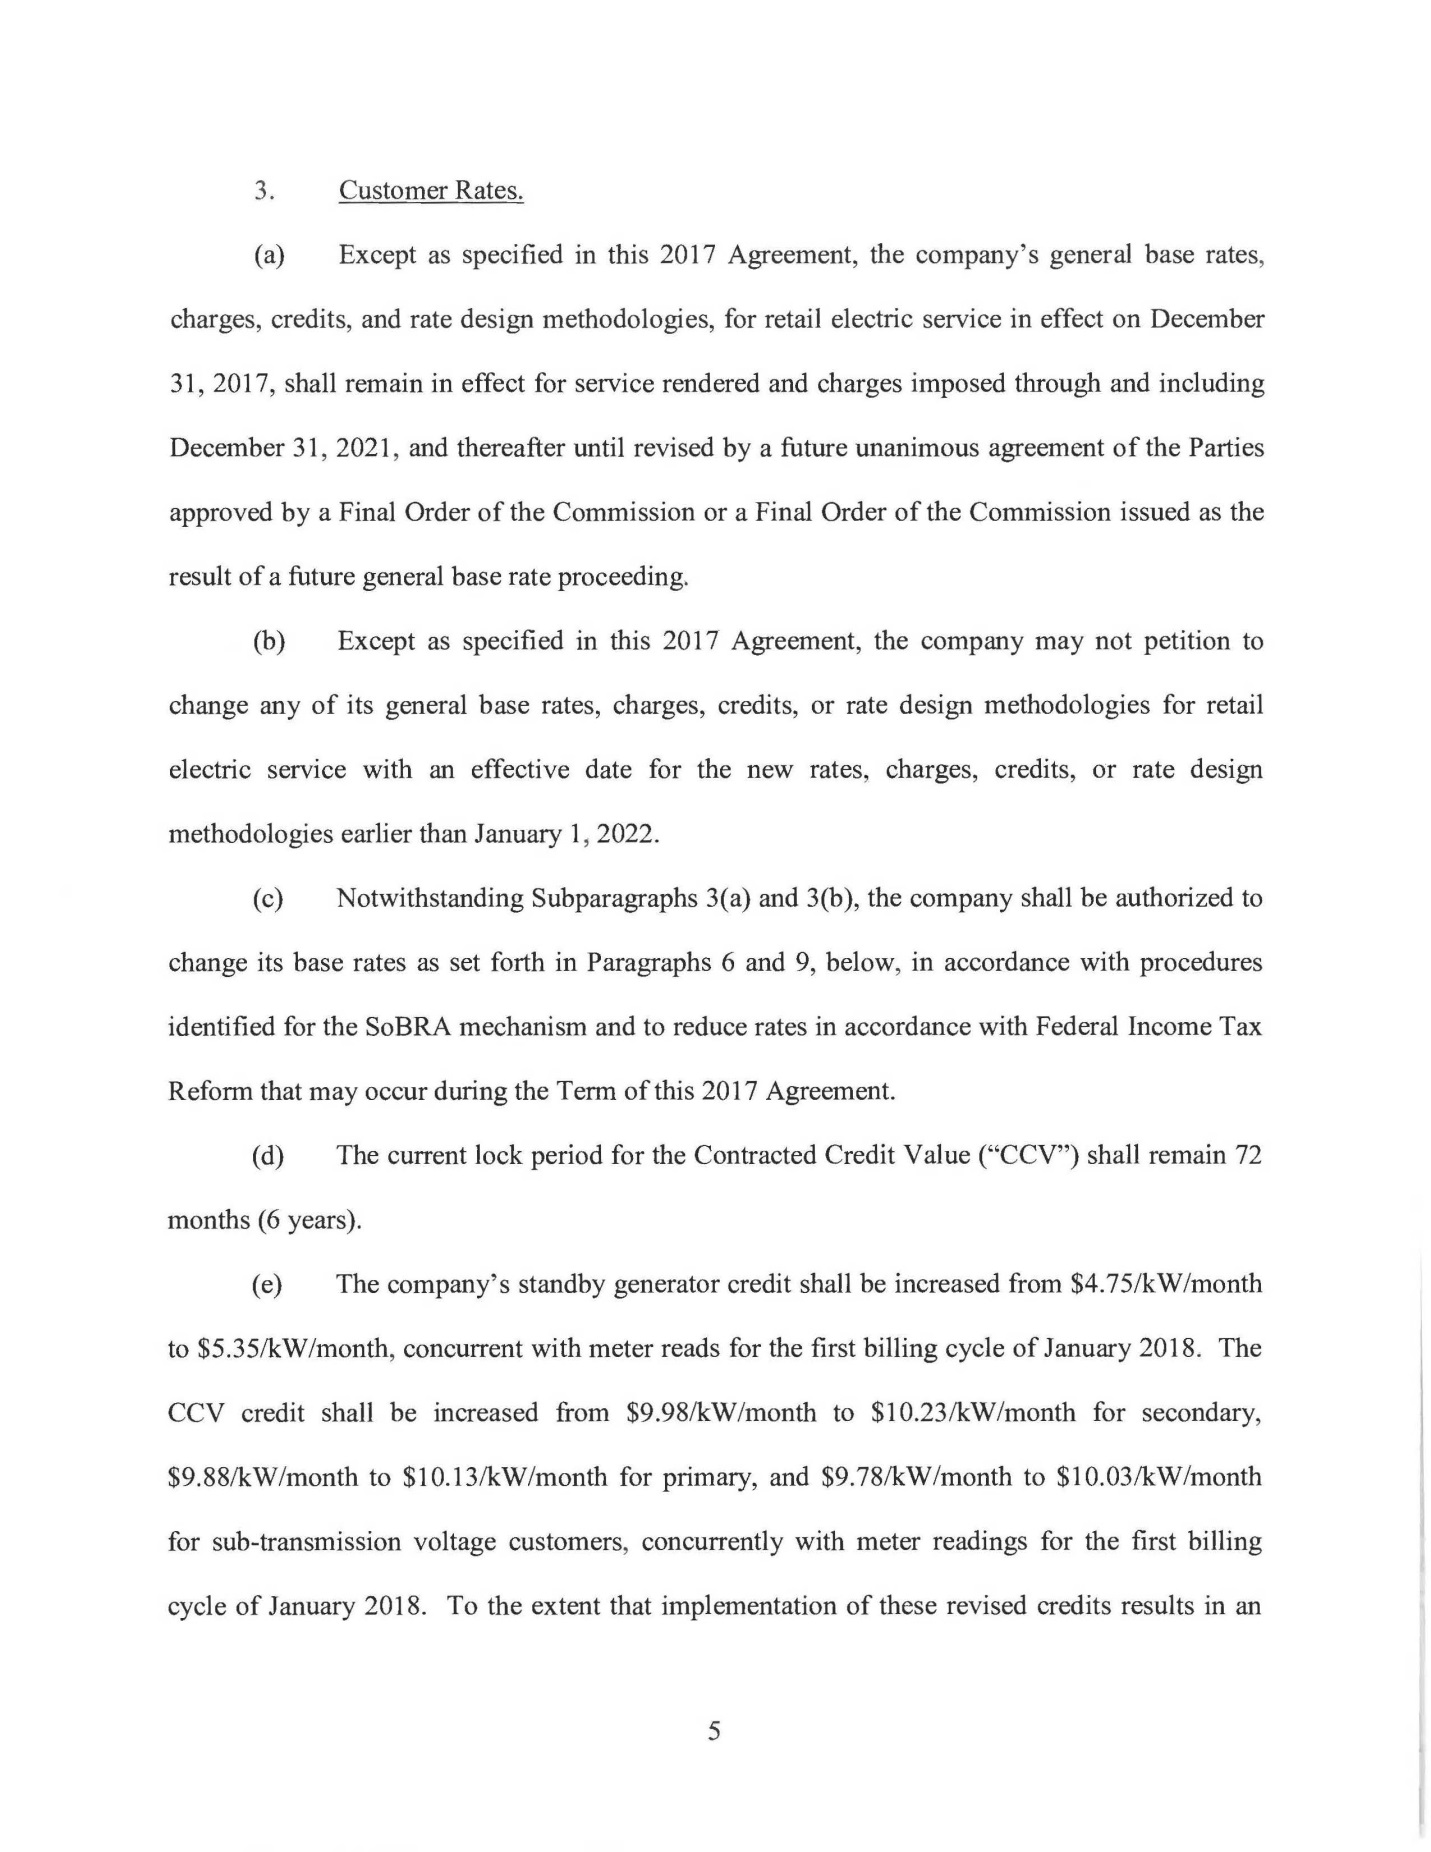 3. Customer Rates.
(a) Except as specified in this 2017 Agreement, the company's general base rates,
charges, credits, and rate design methodologies, for retail electric service in effect on December
31, 2017, shall remain in effect for service rendered and charges imposed through and including
December 31, 2021, and thereafter until revised by a future unanimous agreement of the Parties
approved by a Final Order of the Commission or a Final Order of the Commission issued as the
result of a future general base rate proceeding.
(b) Except as specified in this 2017 Agreement, the company may not petition to
change any of its general base rates, charges, credits, or rate design methodologies for retail
electric service with an effective date for the new rates, charges, credits, or rate design
methodologies earlier than January 1, 2022.
(c) Notwithstanding Subparagraphs 3(a) and 3(b), the company shall be authorized to
change its base rates as set forth in Paragraphs 6 and 9, below, in accordance with procedures
identified for the SoBRA mechanism and to reduce rates in accordance with Federal Income Tax
Reform that may occur during the Term of this 2017 Agreement.
(d) The current lock period for the Contracted Credit Value (“CCV”) shall remain 72
months (6 years).
(e) The company's standby generator credit shall be increased from $4.75/kW/month
to $5.35/kW/month, concurrent with meter reads for the first billing cycle of January 2018. The
CCV credit shall be increased from $9.98/kW/month to $10.23/kW/month for secondary,
$9.88/kW/month to $10.13/kW/month for primary, and $9.78/kW/month to $10.03/kW/month
for sub-transmission voltage customers, concurrently with meter readings for the first billing
cycle of January 2018. To the extent that implementation of these revised credits results in an
5